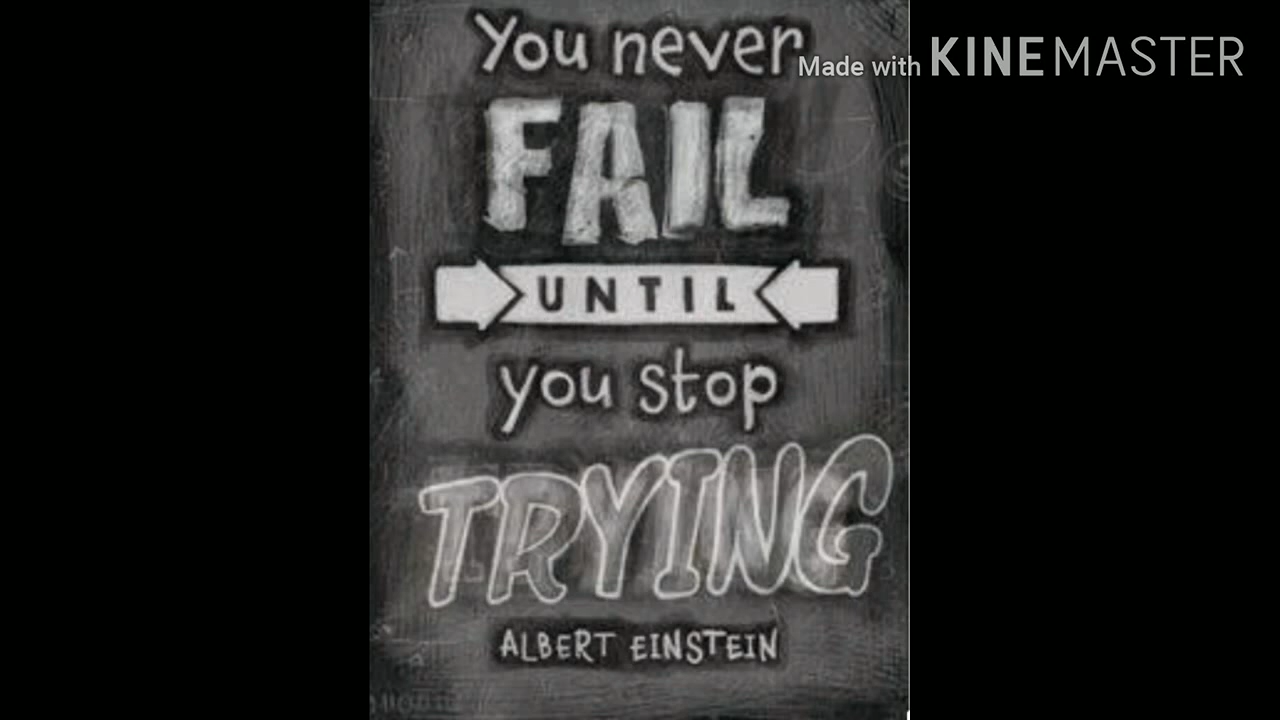 You never
Made with KINEMASTER
FAIL
UNTIL
you stop
TRYING
ALBERT EINSTEIN